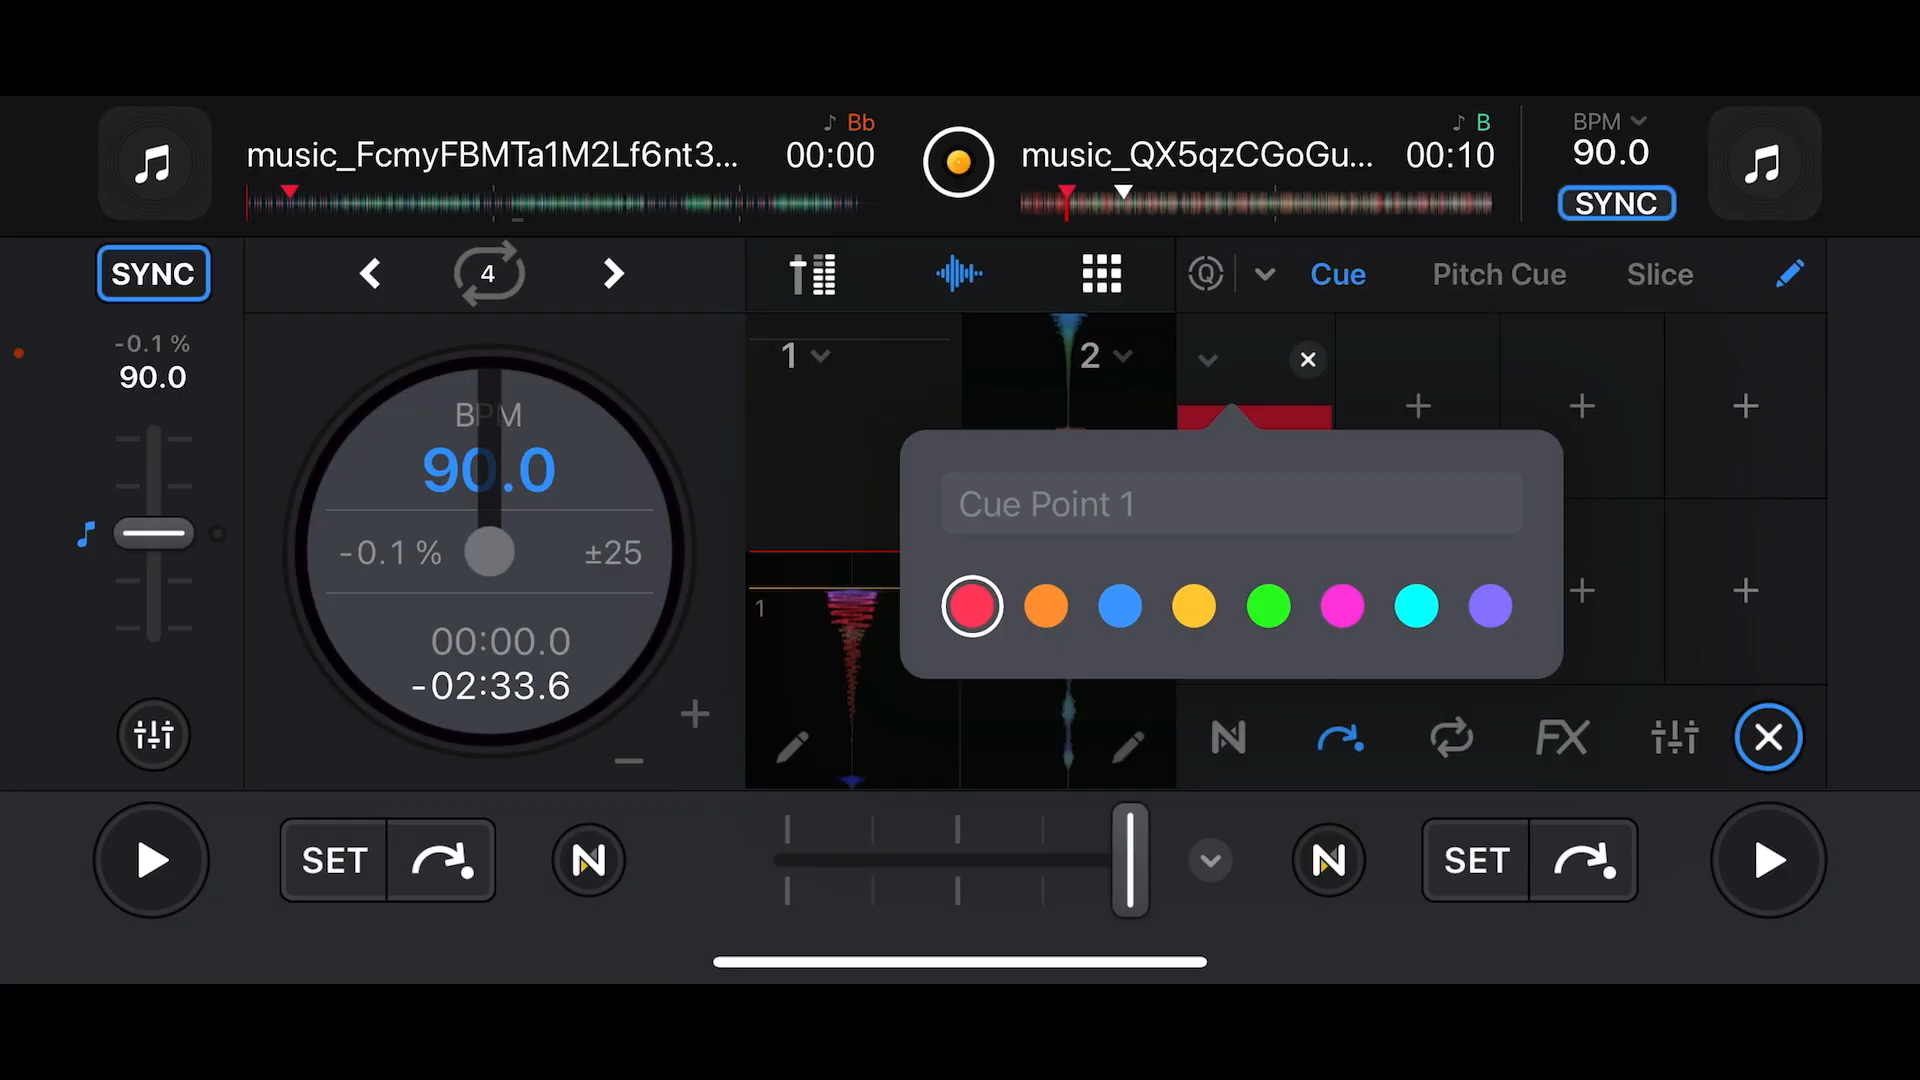 music_FcmyFBMTa1M2Lf6nt3...
Bb
00:00
music_QX5qzCGoGu...
B
00:10
BPM
90.0
SYNC
SYNC
4
Q
Cue
Pitch Cue
Slice
-0.1 %
90.0
BPM
90.0
-0.1 %
±25
00:00.0
-02:33.6
1
2
1
Cue Point 1
N
FX
SET
N
N
SET